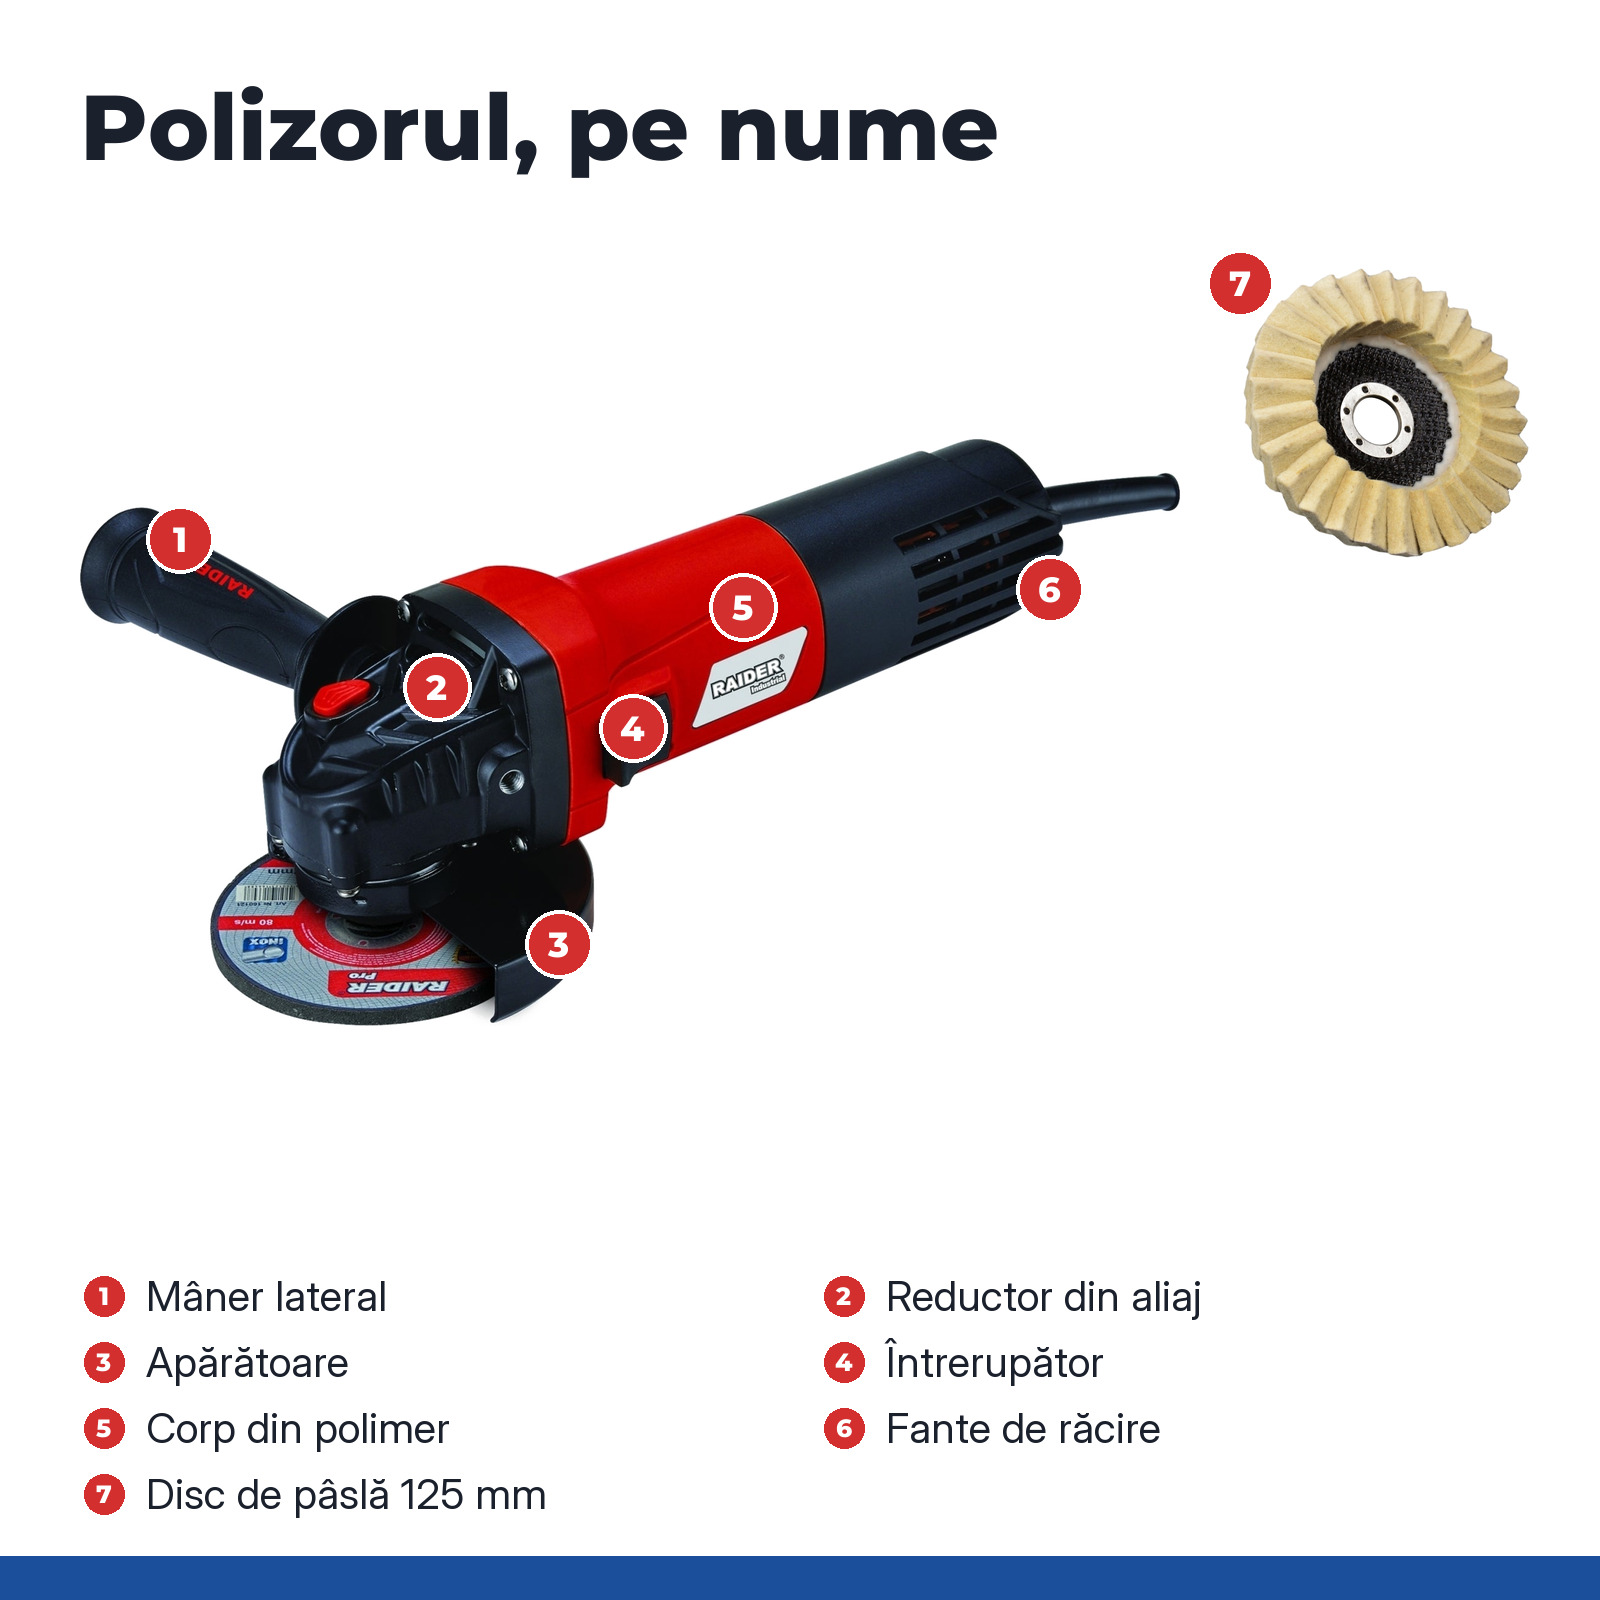 Polizorul, pe nume
7
1
RAIDER
6
5
RAIDER®
Industrial
2
4
3
mm
80 m/s
INOX
RAIDER
Pro
1 Mâner lateral
2 Reductor din aliaj
3 Apărătoare
4 Întrerupător
5 Corp din polimer
6 Fante de răcire
7 Disc de pâslă 125 mm